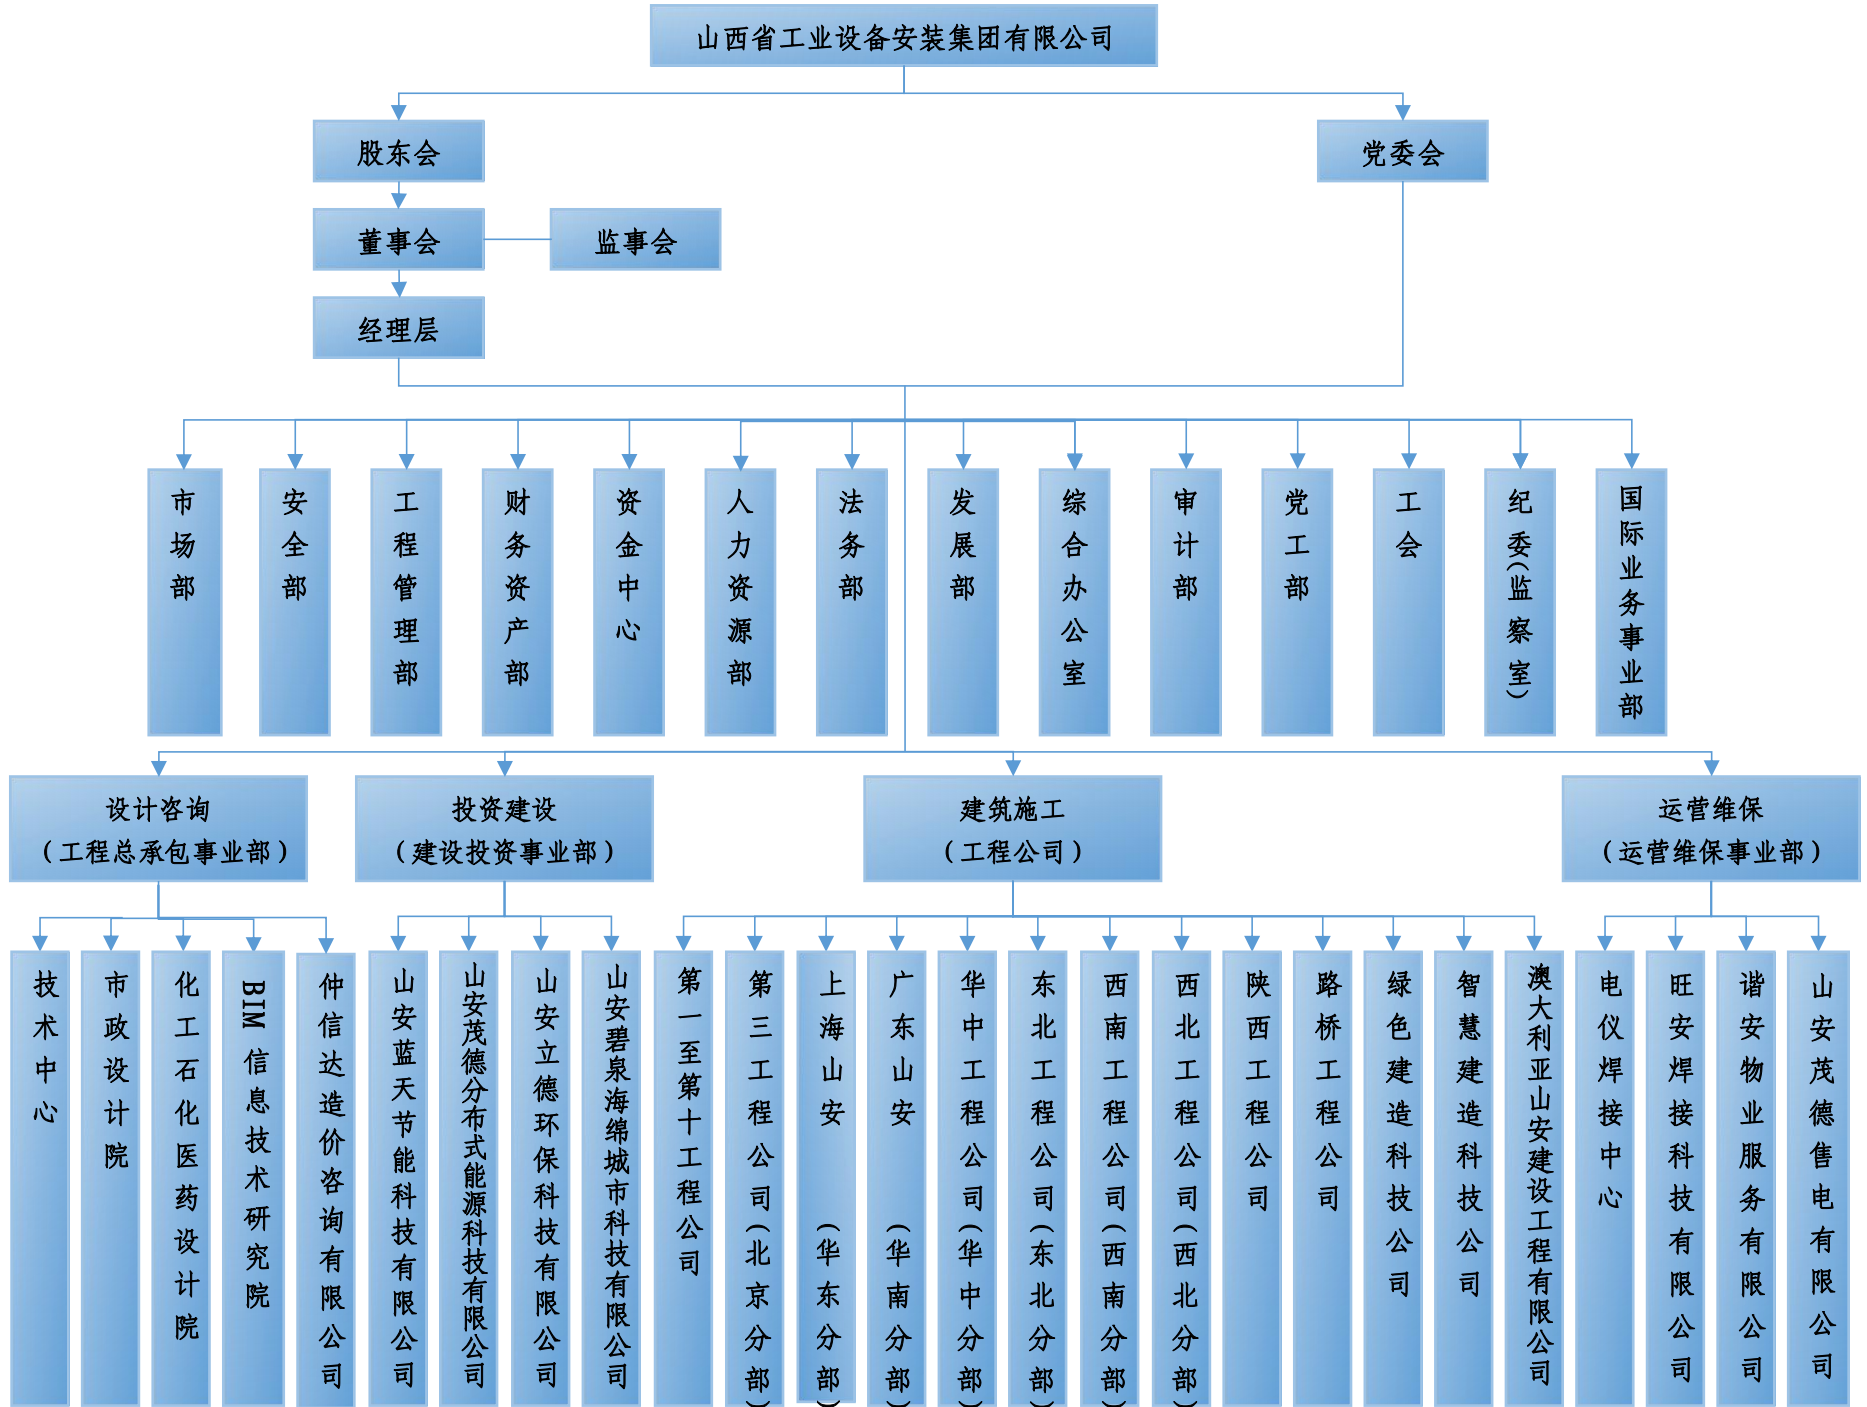 山西省工业设备安装集团有限公司
股东会
党委会
董事会
监事会
经理层
市场部
安全部
工程管理部
财务资产部
资金中心
人力资源部
法务部
发展部
综合办公室
审计部
党工部
工会
纪委(监察室)
国际业务事业部
设计咨询
（工程总承包事业部）
投资建设
（建设投资事业部）
建筑施工
（工程公司）
运营维保
（运营维保事业部）
技术中心
市政设计院
化工石化医药设计院
BIM信息技术研究院
仲信达造价咨询有限公司
山安蓝天节能科技有限公司
山安茂德分布式能源科技有限公司
山安立德环保科技有限公司
山安碧泉海绵城市科技有限公司
第一至第十工程公司
第三工程公司(北京分部)
上海山安 (华东分部)
广东山安 (华南分部)
华中工程公司(华中分部)
东北工程公司(东北分部)
西南工程公司(西南分部)
西北工程公司(西北分部)
陕西工程公司
路桥工程公司
绿色建造科技公司
智慧建造科技公司
澳大利亚山安建设工程有限公司
电仪焊接中心
旺安焊接科技有限公司
谐安物业服务有限公司
山安茂德售电有限公司